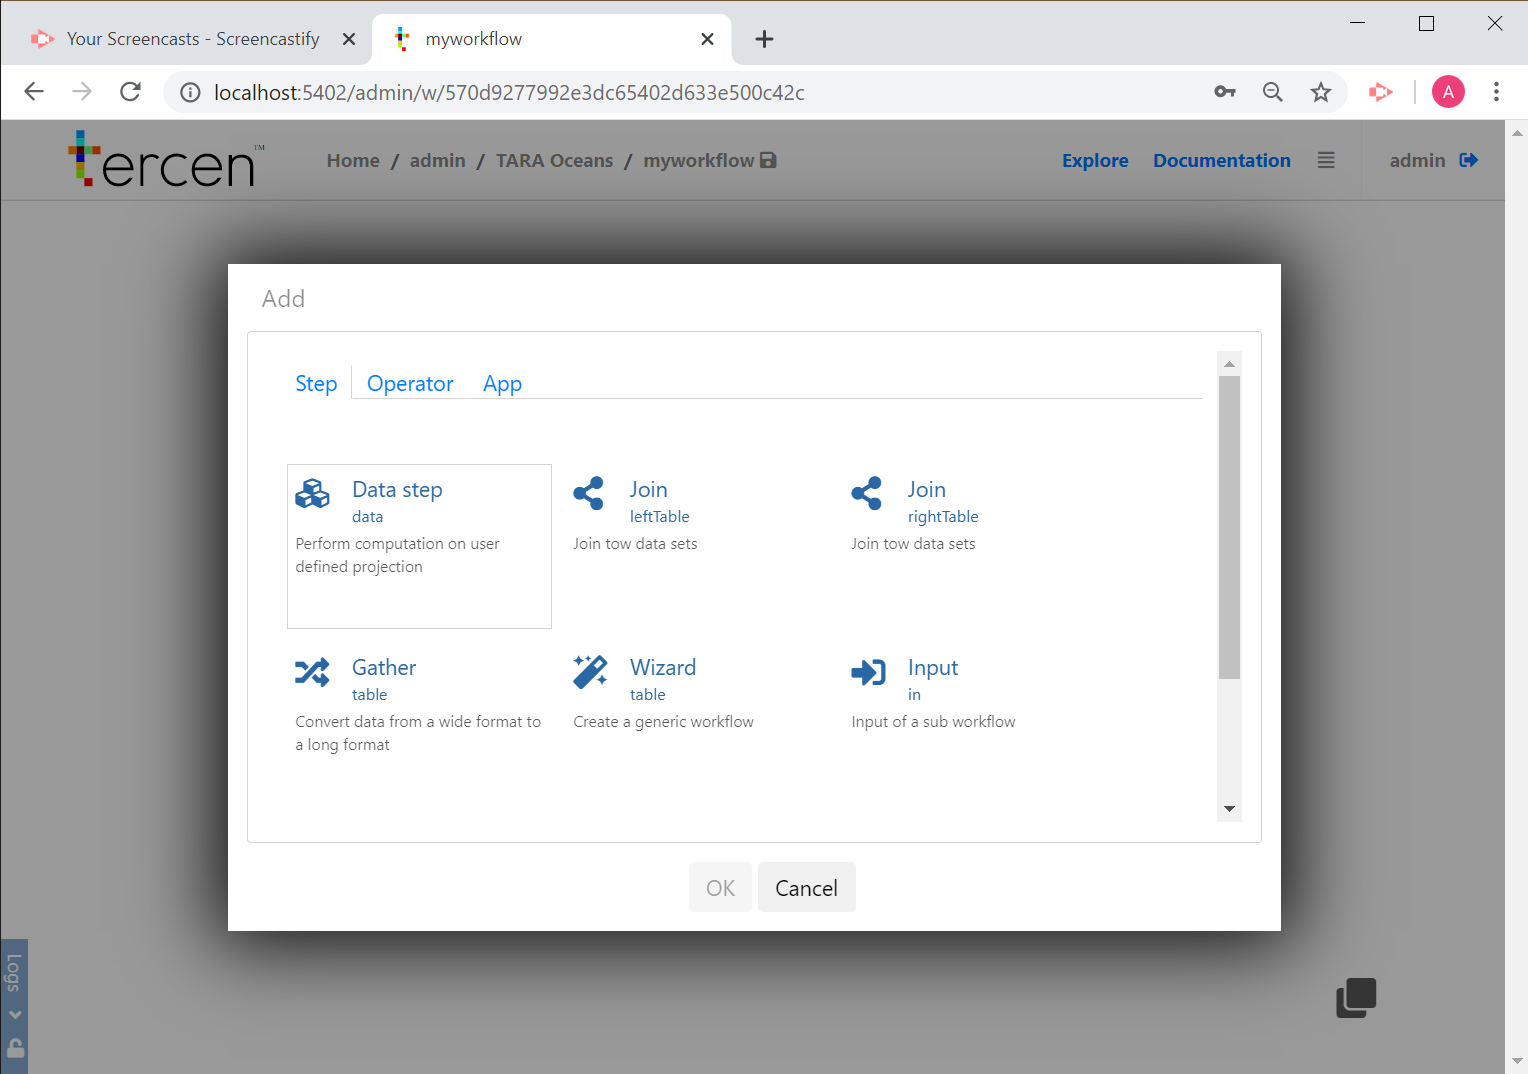 Your Screencasts - Screencastify
myworkflow
localhost:5402/admin/w/570d9277992e3dc65402d633e500c42c
A
tercen™
Home / admin / TARA Oceans / myworkflow
Explore Documentation
admin
Add
Step Operator App
Data step
data
Perform computation on user
defined projection
Join
leftTable
Join tow data sets
Join
rightTable
Join tow data sets
Gather
table
Convert data from a wide format to
a long format
Wizard
table
Create a generic workflow
Input
in
Input of a sub workflow
OK Cancel
Logs